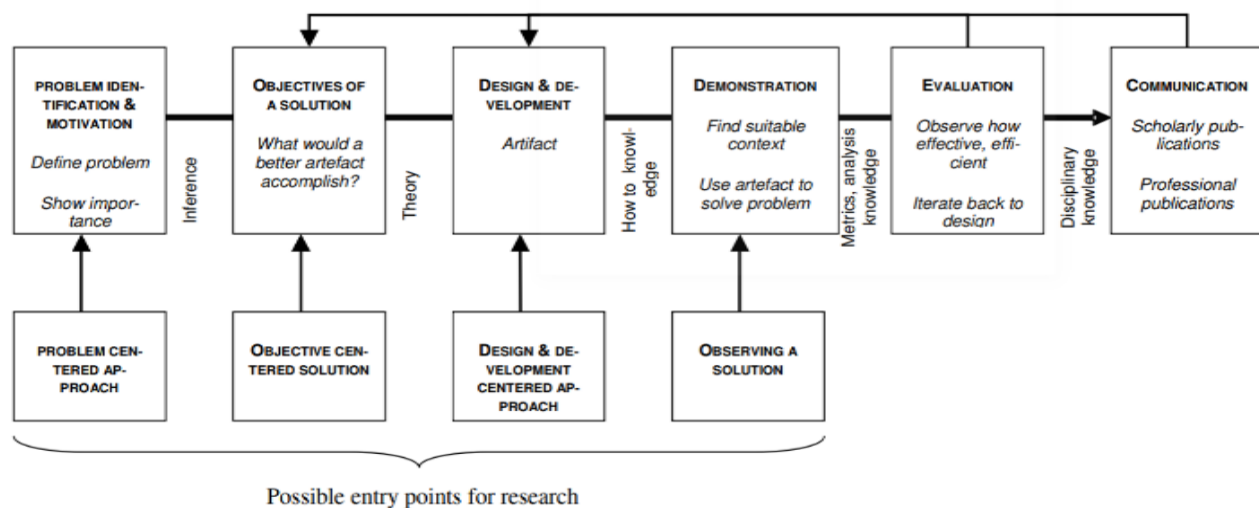 PROBLEM IDEN-
TIFICATION &
MOTIVATION
Define problem
Show impor-
tance
Inference
OBJECTIVES OF
A SOLUTION
What would a
better artefact
accomplish?
Theory
DESIGN & DE-
VELOPMENT
Artifact
How to knowl-
edge
DEMONSTRATION
Find suitable
context
Use artefact to
solve problem
Metrics, analysis
knowledge
EVALUATION
Observe how
effective, effi-
cient
Iterate back to
design
Disciplinary
knowledge
COMMUNICATION
Scholarly pub-
lications
Professional
publications
PROBLEM CEN-
TERED AP-
PROACH
OBJECTIVE CEN-
TERED SOLUTION
DESIGN & DE-
VELOPMENT
CENTERED AP-
PROACH
OBSERVING A
SOLUTION
Possible entry points for research